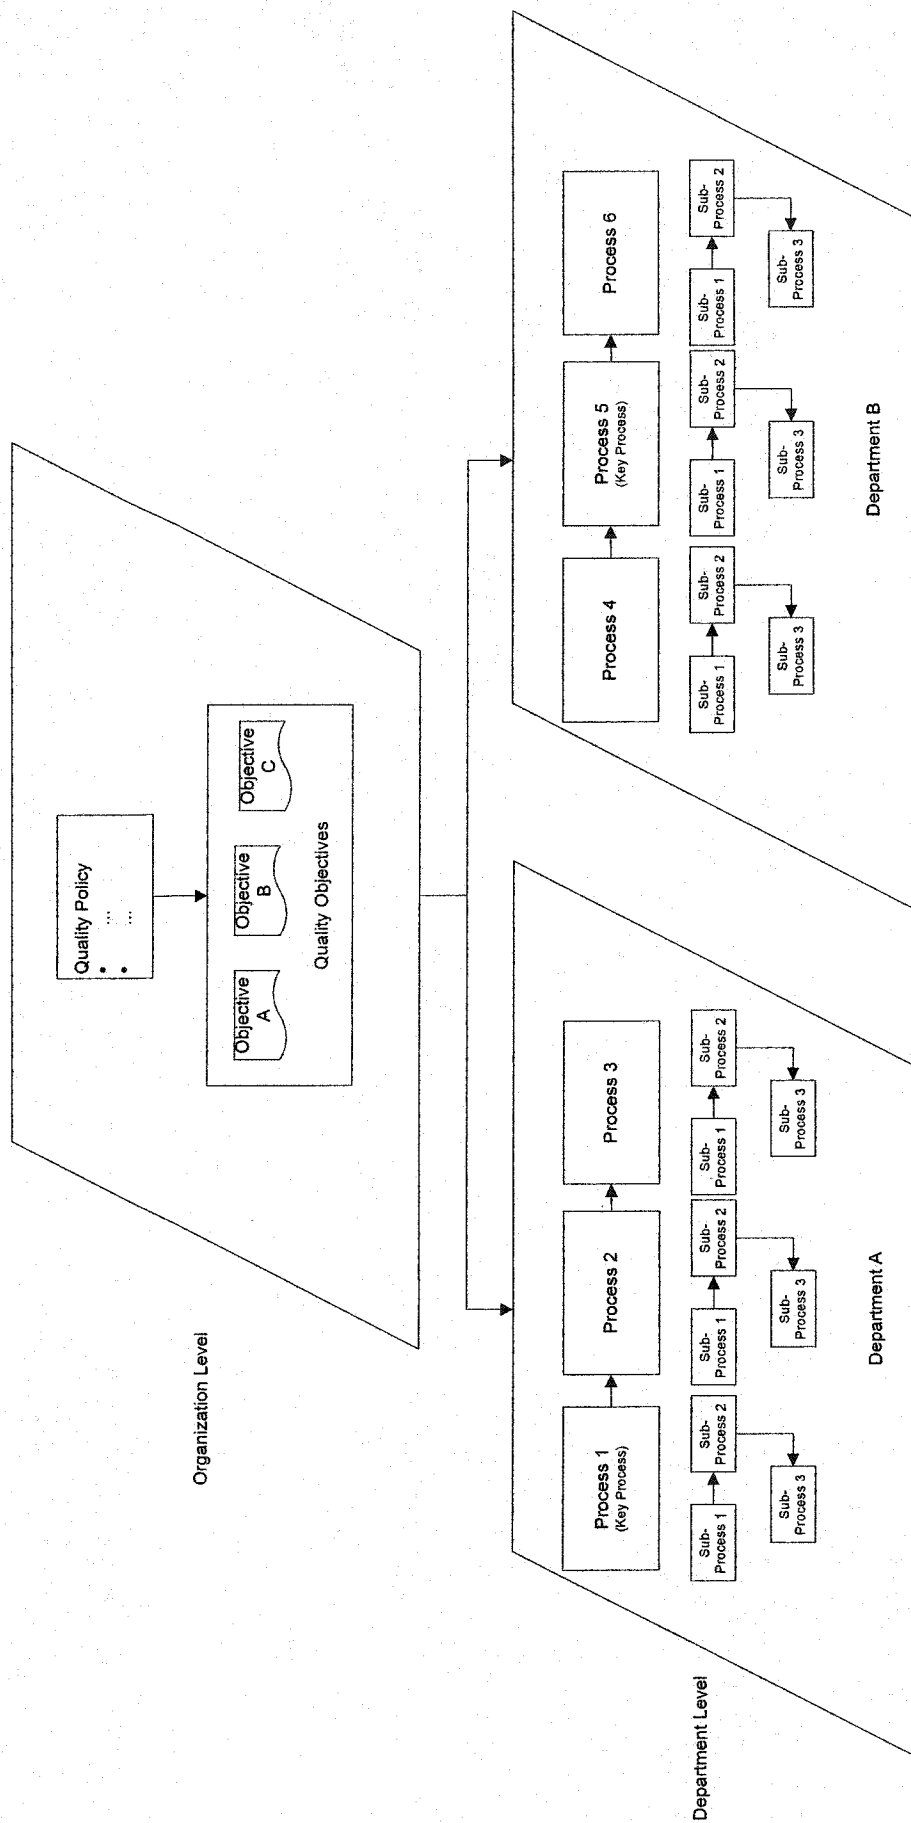 Organization Level
Quality Policy
• ...
• ...
Objective
A
Objective
B
Objective
C
Quality Objectives
Department Level
Process 1
(Key Process)
Process 2
Process 3
Sub-
Process 1
Sub-
Process 2
Sub-
Process 3
Sub-
Process 1
Sub-
Process 2
Sub-
Process 3
Sub-
Process 1
Sub-
Process 2
Sub-
Process 3
Department A
Process 4
Process 5
(Key Process)
Process 6
Sub-
Process 1
Sub-
Process 2
Sub-
Process 3
Sub-
Process 1
Sub-
Process 2
Sub-
Process 3
Sub-
Process 1
Sub-
Process 2
Sub-
Process 3
Department B